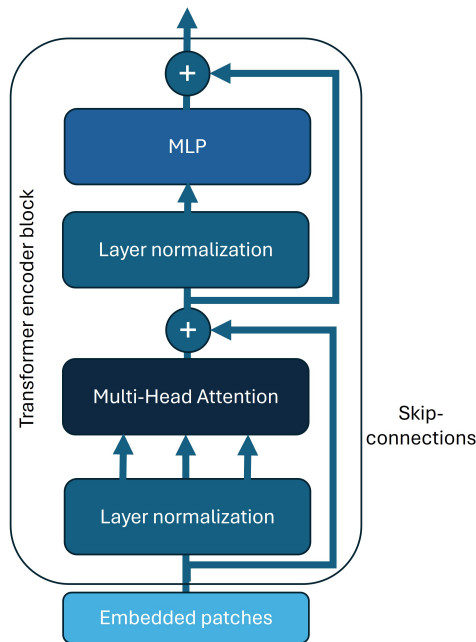 +
MLP
Layer normalization
+
Multi-Head Attention
Layer normalization
Embedded patches
Transformer encoder block
Skip-
connections